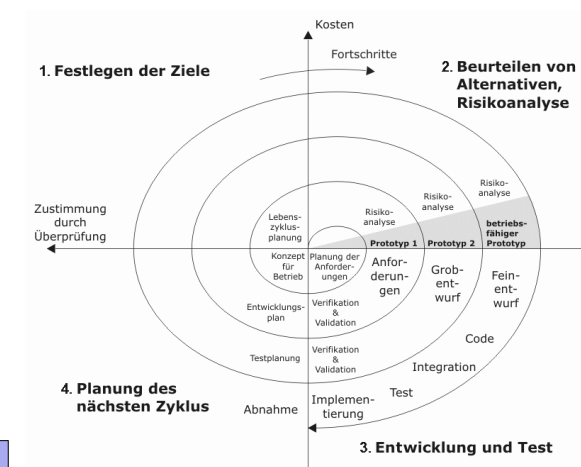 Kosten
Fortschritte
1. Festlegen der Ziele
2. Beurteilen von
Alternativen,
Risikoanalyse
Zustimmung
durch
Überprüfung
Lebens-
zyklus-
planung
Risiko-
analyse
Risiko-
analyse
Risiko-
analyse
Prototyp 1
Prototyp 2
betriebs-
fähiger
Prototyp
Konzept
für
Betrieb
Planung der
Anforder-
ungen
Anfor-
derun-
gen
Grob-
ent-
wurf
Fein-
ent-
wurf
Entwicklungs-
plan
Verifikation
&
Validation
Code
Testplanung
Verifikation
&
Validation
Integration
4. Planung des
nächsten Zyklus
Abnahme
Implemen-
tierung
Test
3. Entwicklung und Test